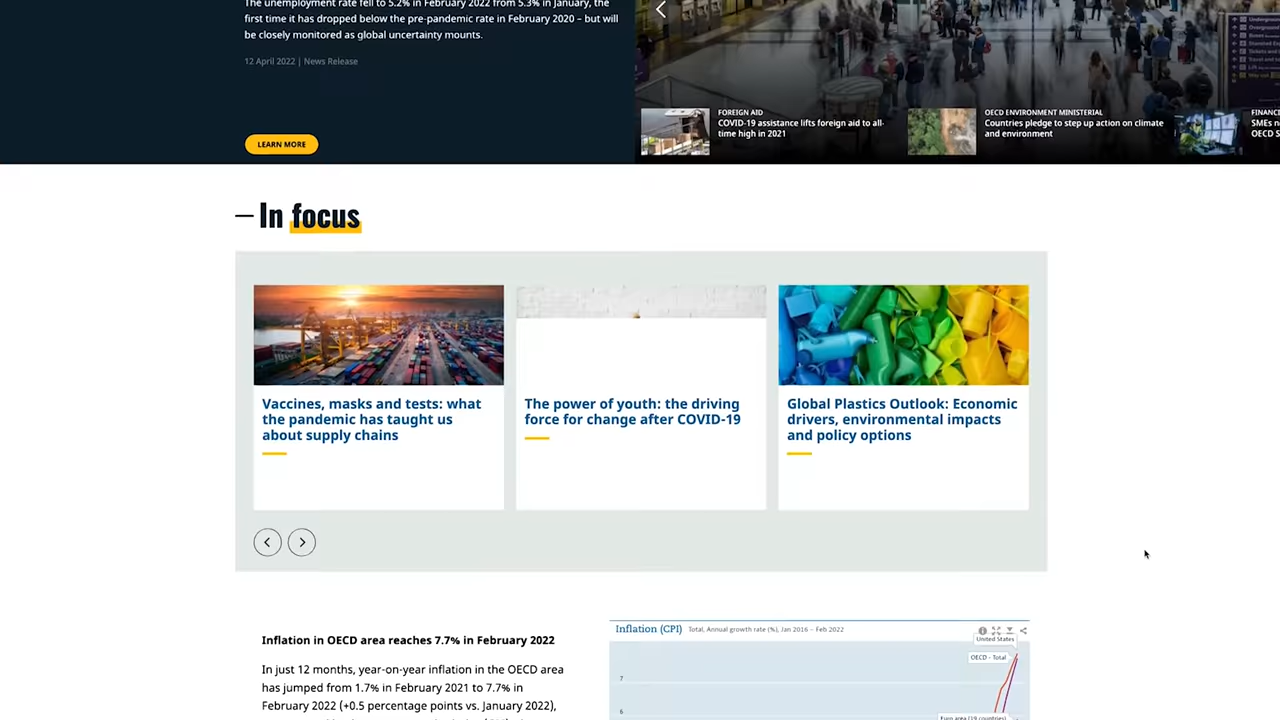 The unemployment rate fell to 5.2% in February 2022 from 5.3% in January, the
first time it has dropped below the pre-pandemic rate in February 2020 – but will
be closely monitored as global uncertainty mounts.
12 April 2022 | News Release
LEARN MORE
FOREIGN AID
COVID-19 assistance lifts foreign aid to all-
time high in 2021
OECD ENVIRONMENT MINISTERIAL
Countries pledge to step up action on climate
and environment
FINANCI
SMEs n
OECD S
In focus
Vaccines, masks and tests: what
the pandemic has taught us
about supply chains
The power of youth: the driving
force for change after COVID-19
Global Plastics Outlook: Economic
drivers, environmental impacts
and policy options
Inflation in OECD area reaches 7.7% in February 2022
In just 12 months, year-on-year inflation in the OECD area
has jumped from 1.7% in February 2021 to 7.7% in
February 2022 (+0.5 percentage points vs. January 2022),
Inflation (CPI) Total, Annual growth rate (%), Jan 2016 – Feb 2022
United States
OECD - Total
7
6
Euro area (19 countries)